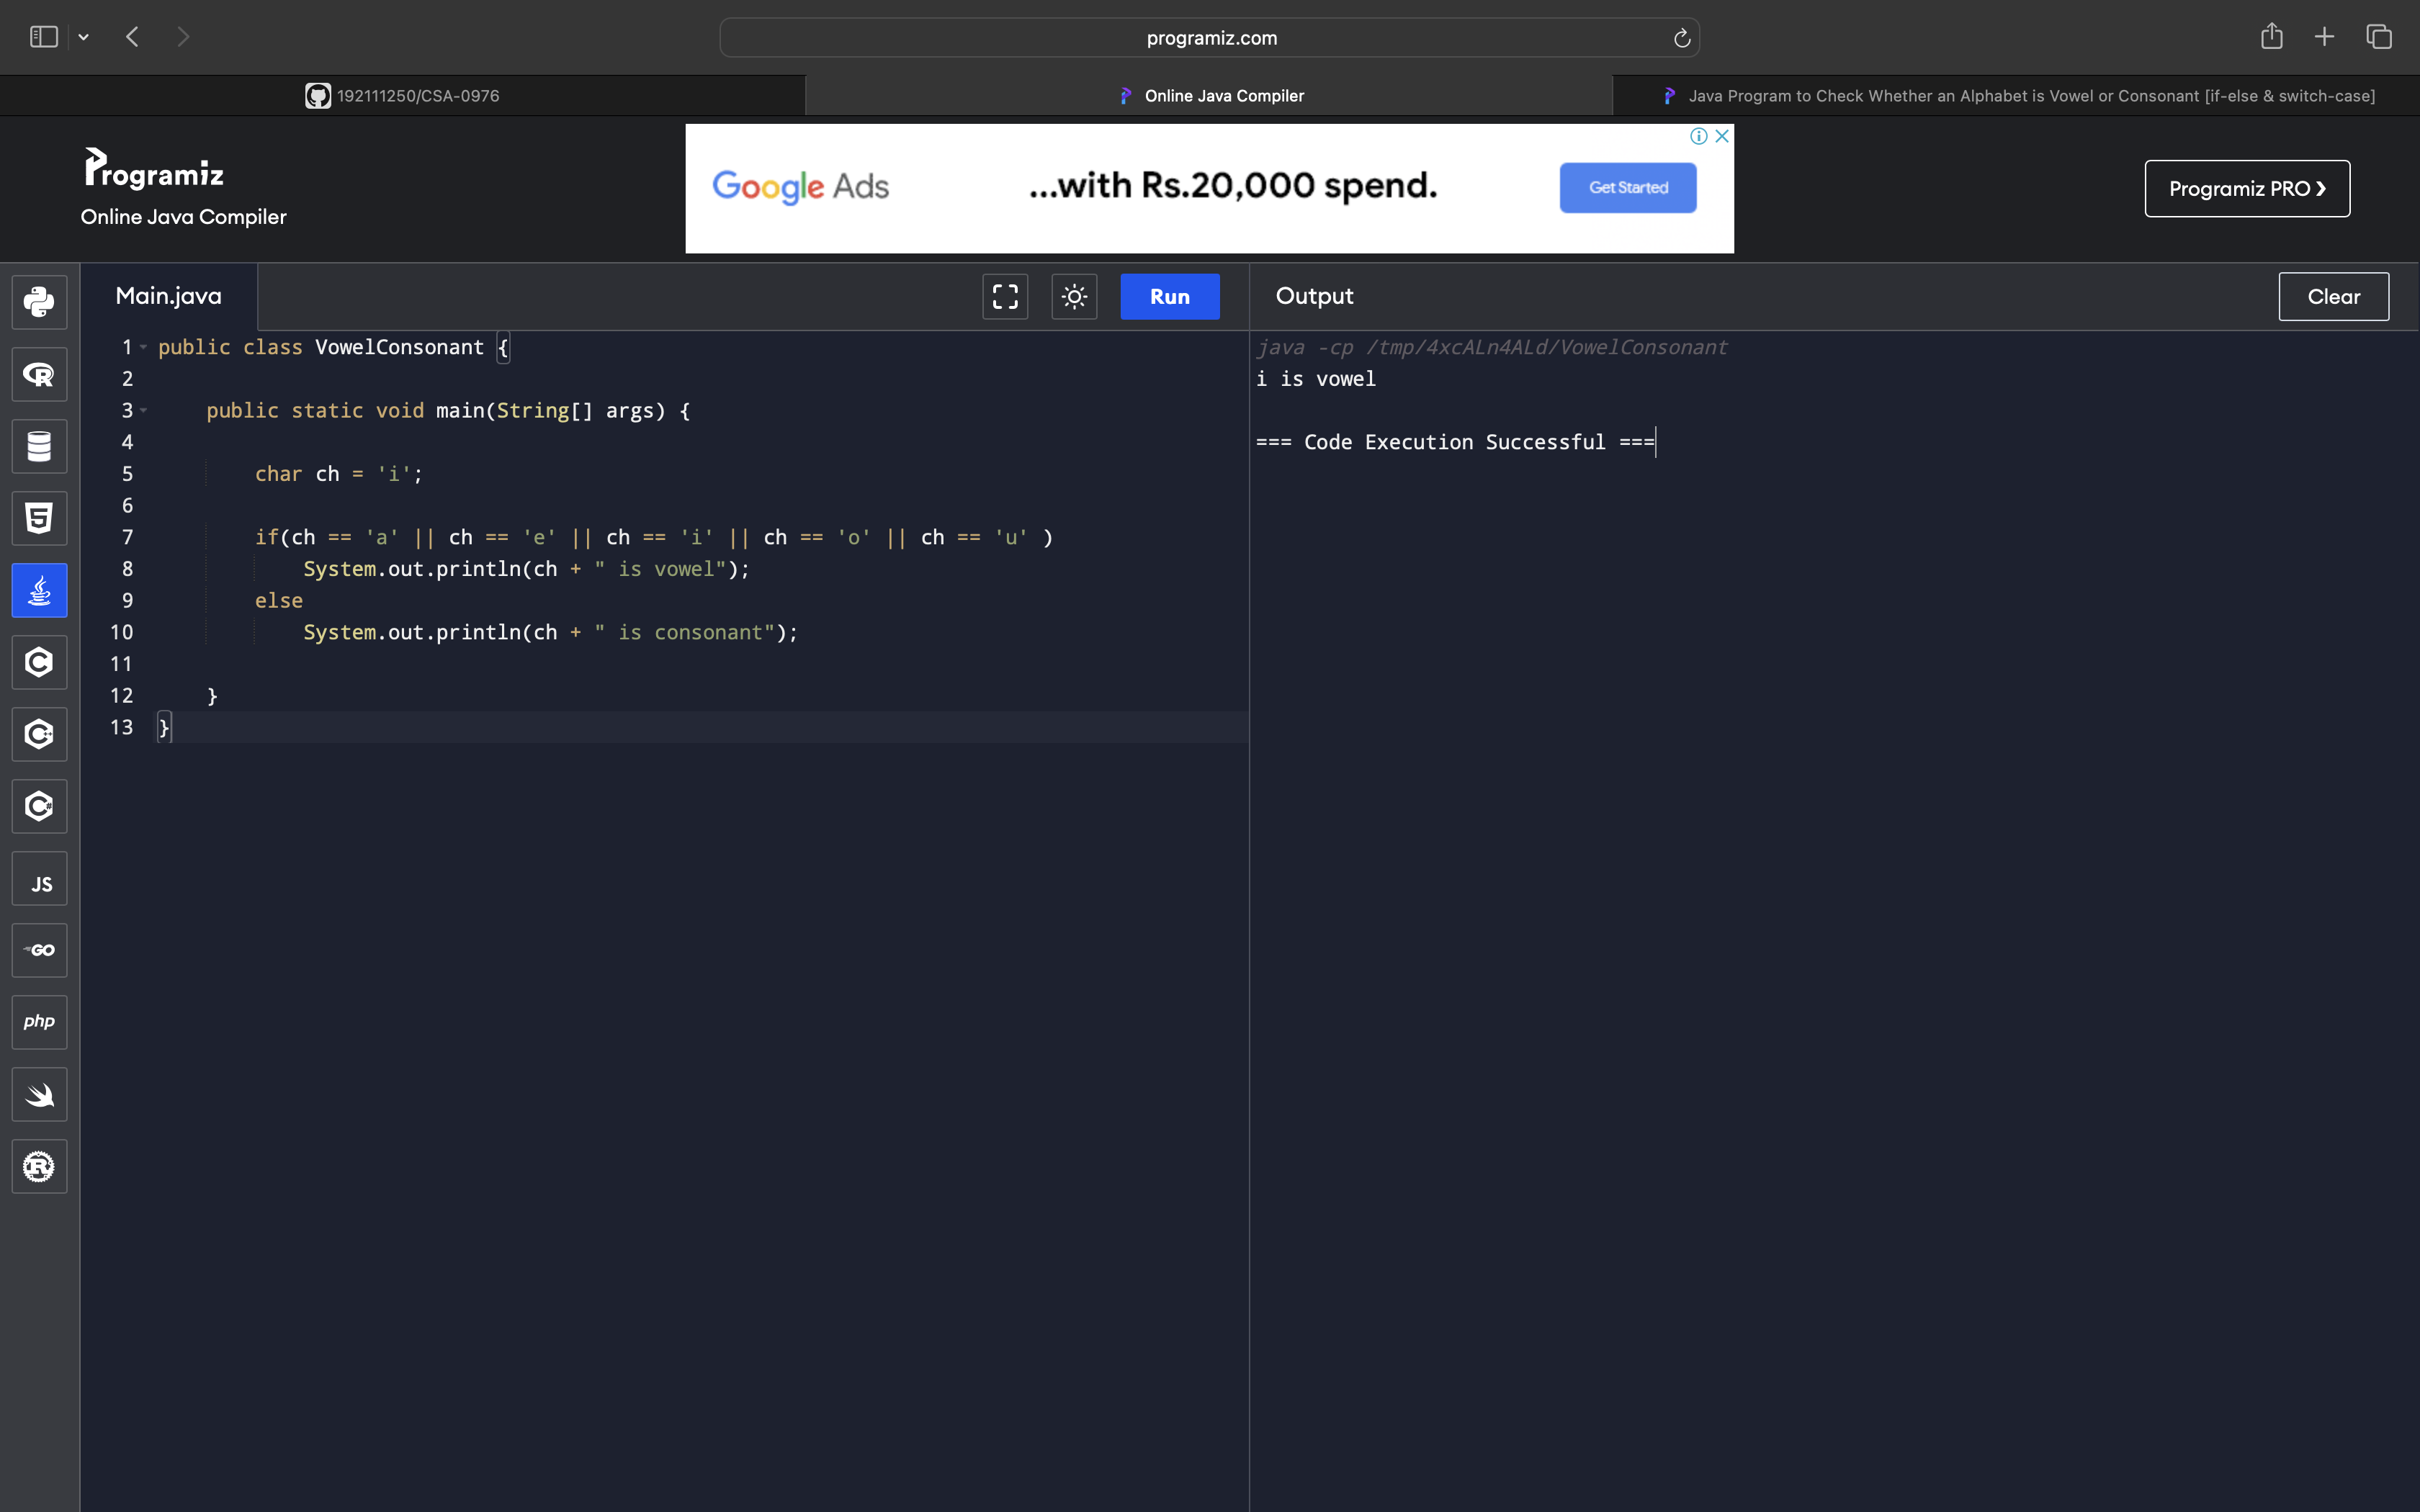 programiz.com
192111250/CSA-0976
Online Java Compiler
Java Program to Check Whether an Alphabet is Vowel or Consonant [if-else & switch-case]
Programiz
Online Java Compiler
Google Ads
...with Rs.20,000 spend.
Get Started
Programiz PRO ❯
Main.java
Run
Output
Clear
1 public class VowelConsonant {
2
3     public static void main(String[] args) {
4
5         char ch = 'i';
6
7         if(ch == 'a' || ch == 'e' || ch == 'i' || ch == 'o' || ch == 'u' )
8             System.out.println(ch + " is vowel");
9         else
10             System.out.println(ch + " is consonant");
11
12     }
13 }
java -cp /tmp/4xcALn4ALd/VowelConsonant
i is vowel
=== Code Execution Successful ===
R
5
C
C++
C#
JS
GO
php
R